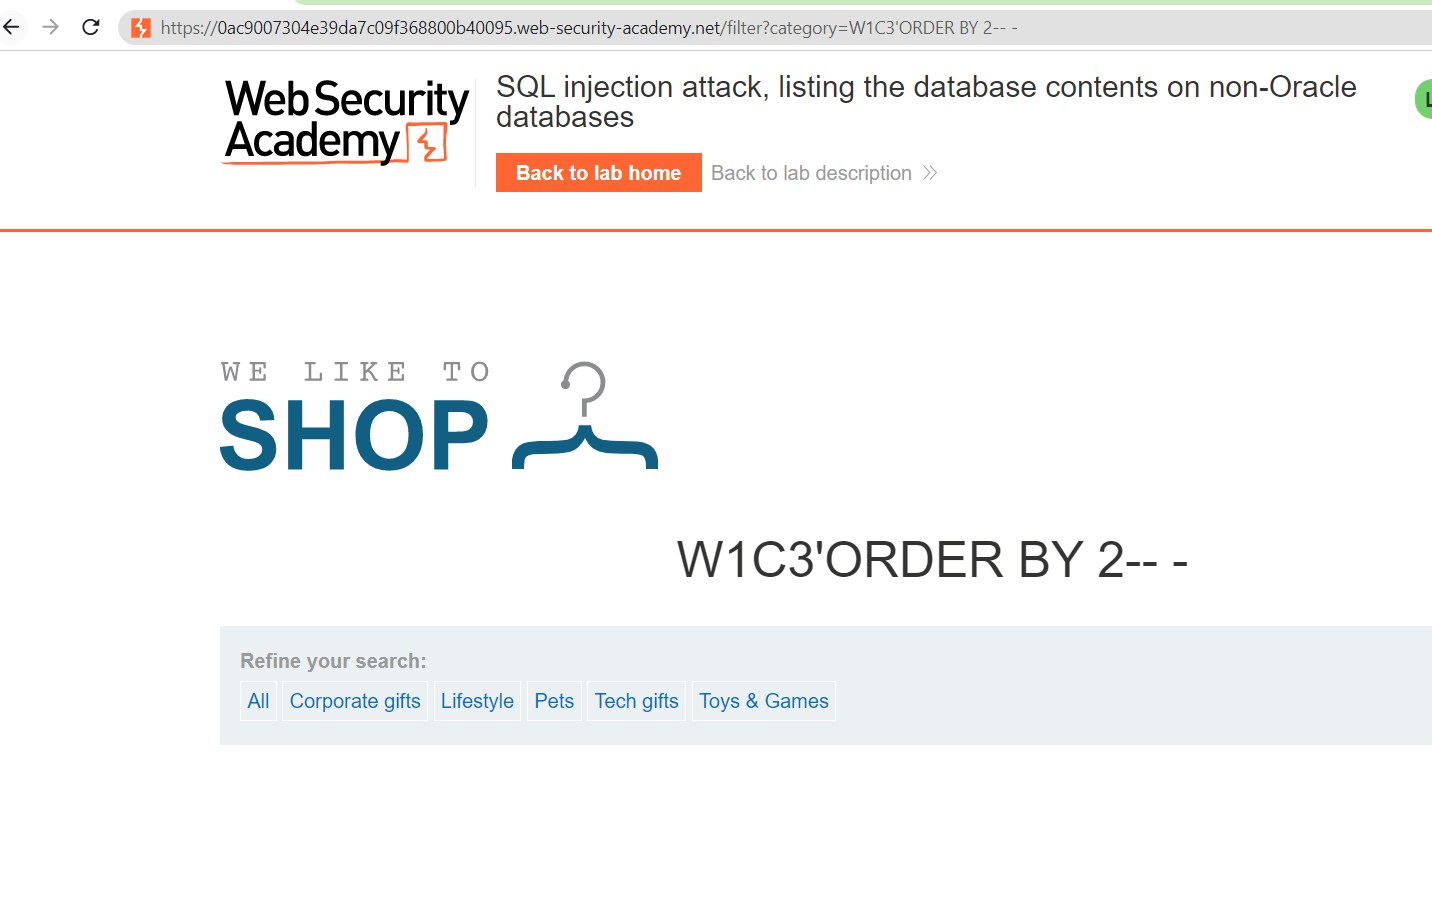 https://0ac9007304e39da7c09f368800b40095.web-security-academy.net/filter?category=W1C3'ORDER BY 2-- -
Web Security
Academy
SQL injection attack, listing the database contents on non-Oracle
databases
Back to lab home
Back to lab description
WE LIKE TO
SHOP
W1C3'ORDER BY 2-- -
Refine your search:
All
Corporate gifts
Lifestyle
Pets
Tech gifts
Toys & Games